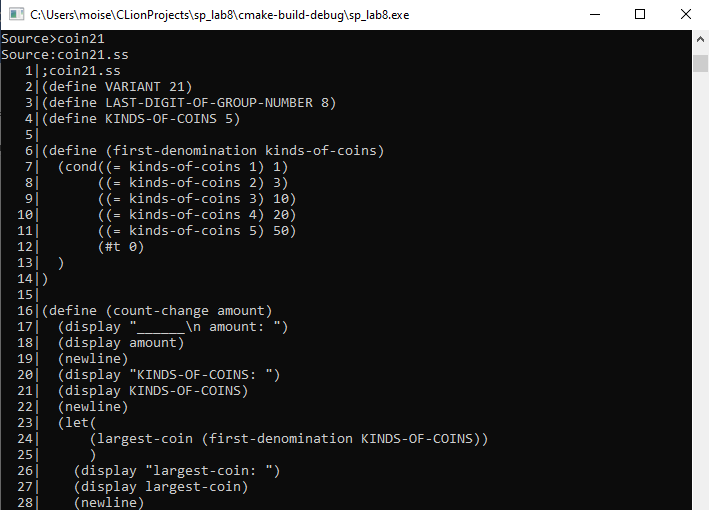 C:\Users\moise\CLionProjects\sp_lab8\cmake-build-debug\sp_lab8.exe
Source>coin21
Source:coin21.ss
   1|;coin21.ss
   2|(define VARIANT 21)
   3|(define LAST-DIGIT-OF-GROUP-NUMBER 8)
   4|(define KINDS-OF-COINS 5)
   5|
   6|(define (first-denomination kinds-of-coins)
   7|  (cond((= kinds-of-coins 1) 1)
   8|       ((= kinds-of-coins 2) 3)
   9|       ((= kinds-of-coins 3) 10)
  10|       ((= kinds-of-coins 4) 20)
  11|       ((= kinds-of-coins 5) 50)
  12|       (#t 0)
  13|  )
  14|)
  15|
  16|(define (count-change amount)
  17|  (display "______\n amount: ")
  18|  (display amount)
  19|  (newline)
  20|  (display "KINDS-OF-COINS: ")
  21|  (display KINDS-OF-COINS)
  22|  (newline)
  23|  (let(
  24|      (largest-coin (first-denomination KINDS-OF-COINS))
  25|      )
  26|    (display "largest-coin: ")
  27|    (display largest-coin)
  28|    (newline)